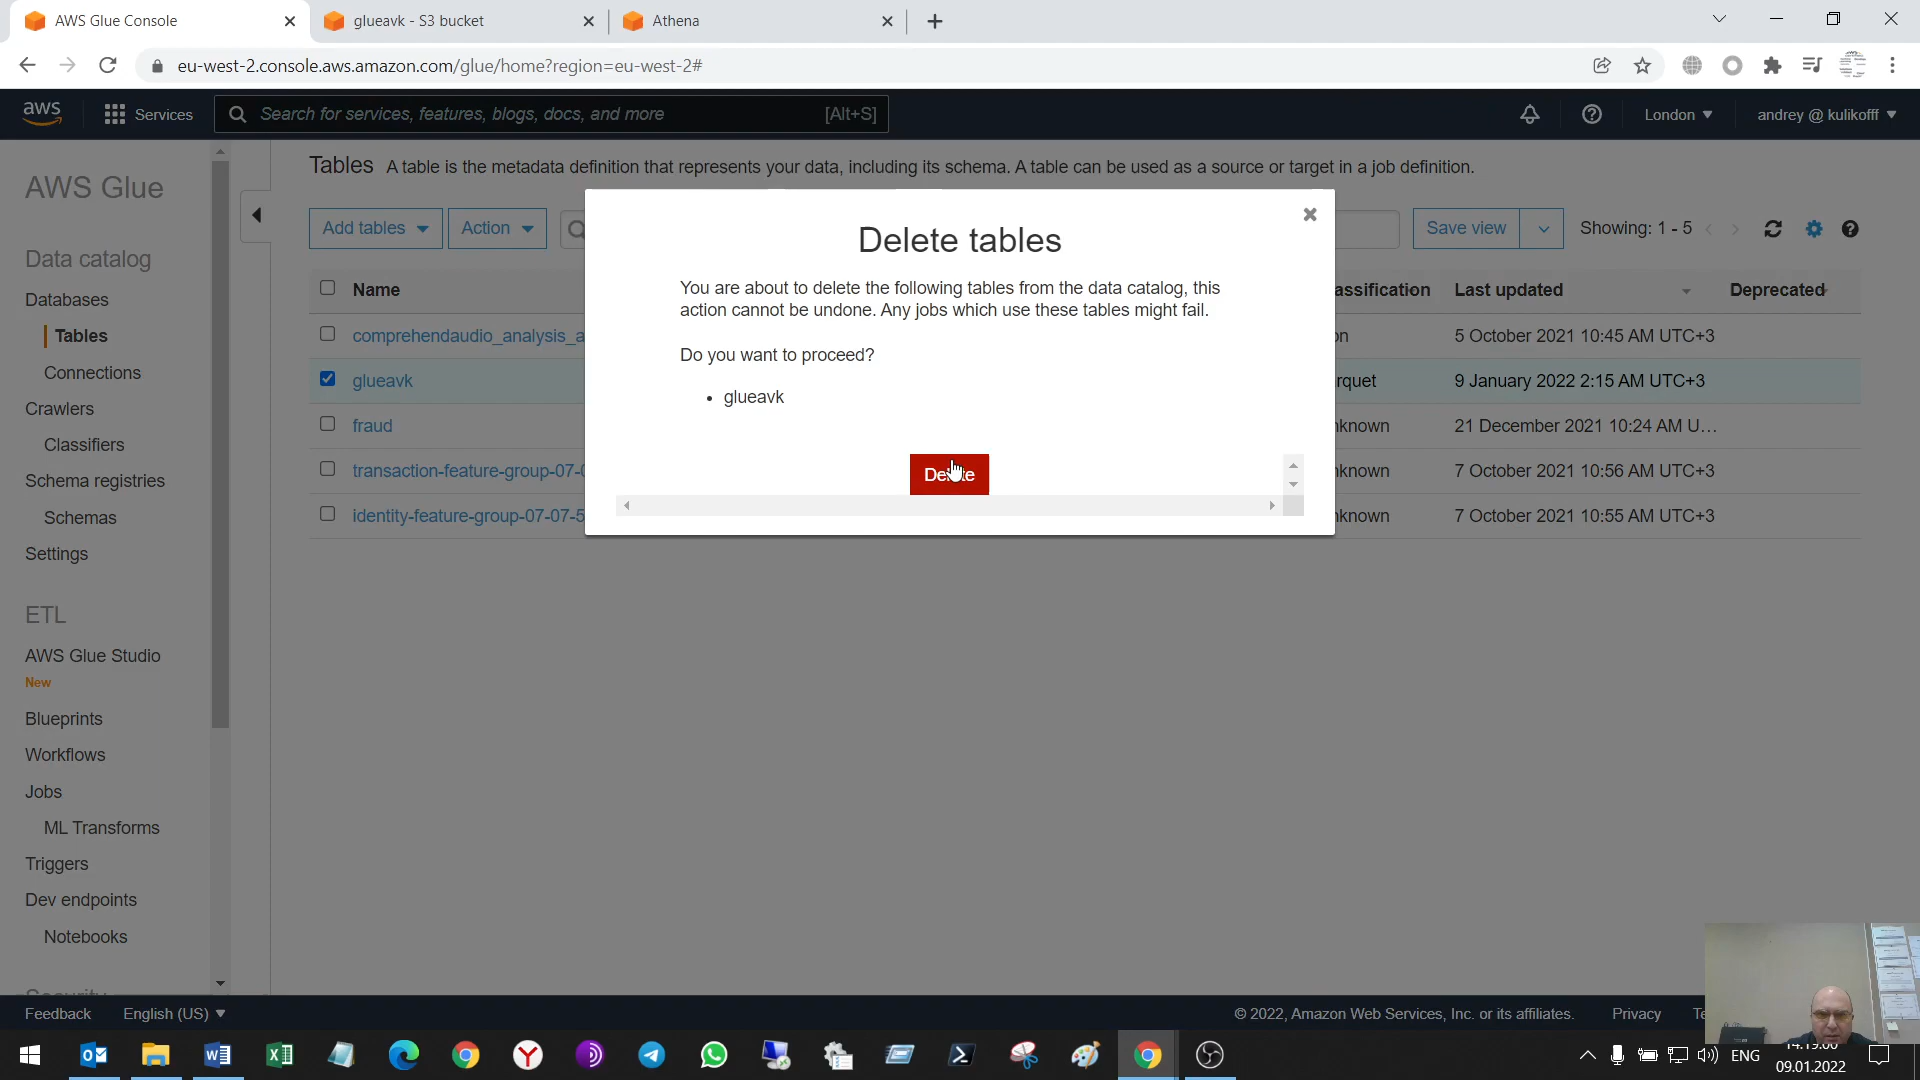 AWS Glue Console
glueavk - S3 bucket
Athena
eu-west-2.console.aws.amazon.com/glue/home?region=eu-west-2#
aws
Services
Search for services, features, blogs, docs, and more
[Alt+S]
London
andrey @ kulikofff
AWS Glue
Data catalog
Databases
Tables
Connections
Crawlers
Classifiers
Schema registries
Schemas
Settings
ETL
AWS Glue Studio
New
Blueprints
Workflows
Jobs
ML Transforms
Triggers
Dev endpoints
Notebooks
Tables A table is the metadata definition that represents your data, including its schema. A table can be used as a source or target in a job definition.
Add tables
Action
Save view
Showing: 1 - 5
Name
assification
Last updated
Deprecated
comprehendaudio_analysis_a
on
5 October 2021 10:45 AM UTC+3
glueavk
rquet
9 January 2022 2:15 AM UTC+3
fraud
nknown
21 December 2021 10:24 AM U...
transaction-feature-group-07-0
nknown
7 October 2021 10:56 AM UTC+3
identity-feature-group-07-07-5
nknown
7 October 2021 10:55 AM UTC+3
Delete tables
You are about to delete the following tables from the data catalog, this
action cannot be undone. Any jobs which use these tables might fail.
Do you want to proceed?
• glueavk
Delete
Feedback
English (US)
© 2022, Amazon Web Services, Inc. or its affiliates.
Privacy
Te
ENG
09.01.2022